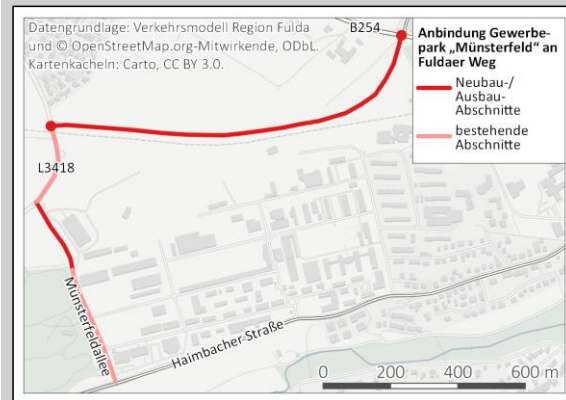 Datengrundlage: Verkehrsmodell Region Fulda
und © OpenStreetMap.org-Mitwirkende, ODbL.
Kartenkacheln: Carto, CC BY 3.0.
B254
Anbindung Gewerbe-
park „Münsterfeld“ an
Fuldaer Weg
Neubau-/
Ausbau-
Abschnitte
bestehende
Abschnitte
L3418
Münsterfeldallee
Haimbacher Straße
0 200 400 600 m